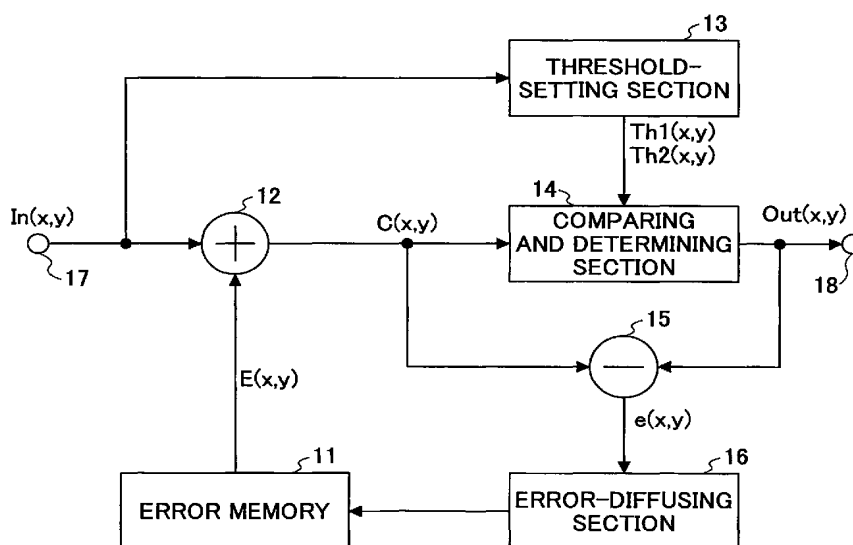 13
THRESHOLD-
SETTING SECTION
Th1(x,y)
Th2(x,y)
In(x,y)
17
12
C(x,y)
14
COMPARING
AND DETERMINING
SECTION
Out(x,y)
18
15
E(x,y)
e(x,y)
11
ERROR MEMORY
16
ERROR-DIFFUSING
SECTION